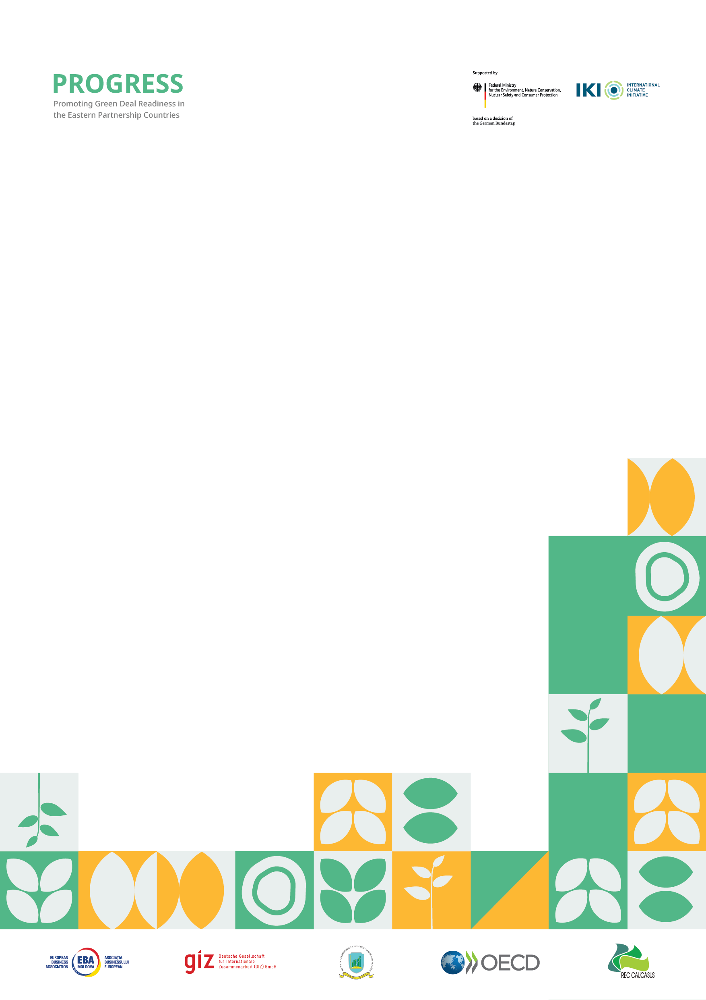 PROGRESS
Promoting Green Deal Readiness in
the Eastern Partnership Countries
Supported by:
Federal Ministry
for the Environment, Nature Conservation,
Nuclear Safety and Consumer Protection
based on a decision of
the German Bundestag
IKI
INTERNATIONAL
CLIMATE
INITIATIVE
EUROPEAN
BUSINESS
ASSOCIATION
EBA
MOLDOVA
ASOCIAȚIA
BUSINESSULUI
EUROPEAN
giz
Deutsche Gesellschaft
für Internationale
Zusammenarbeit (GIZ) GmbH
OECD
REC CAUCASUS